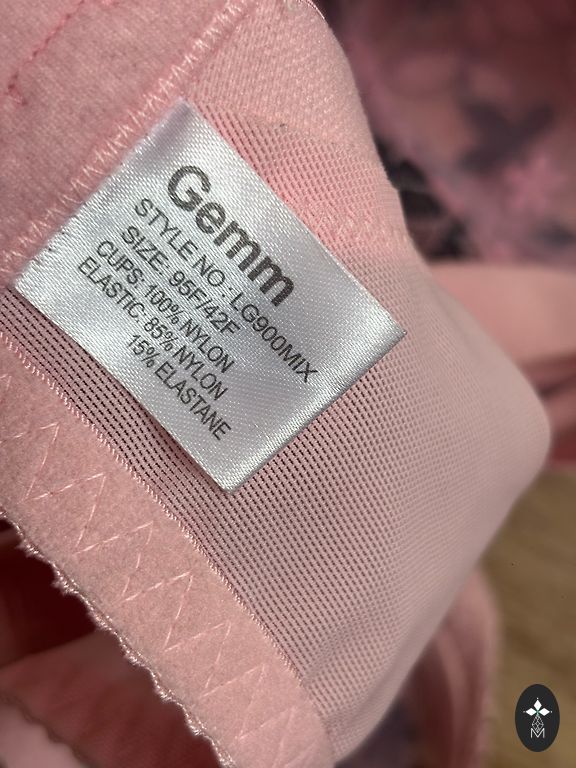 Gemm
STYLE NO.: LG900MIX
SIZE: 95F/42F
CUPS: 100% NYLON
ELASTIC: 85% NYLON
15% ELASTANE
M